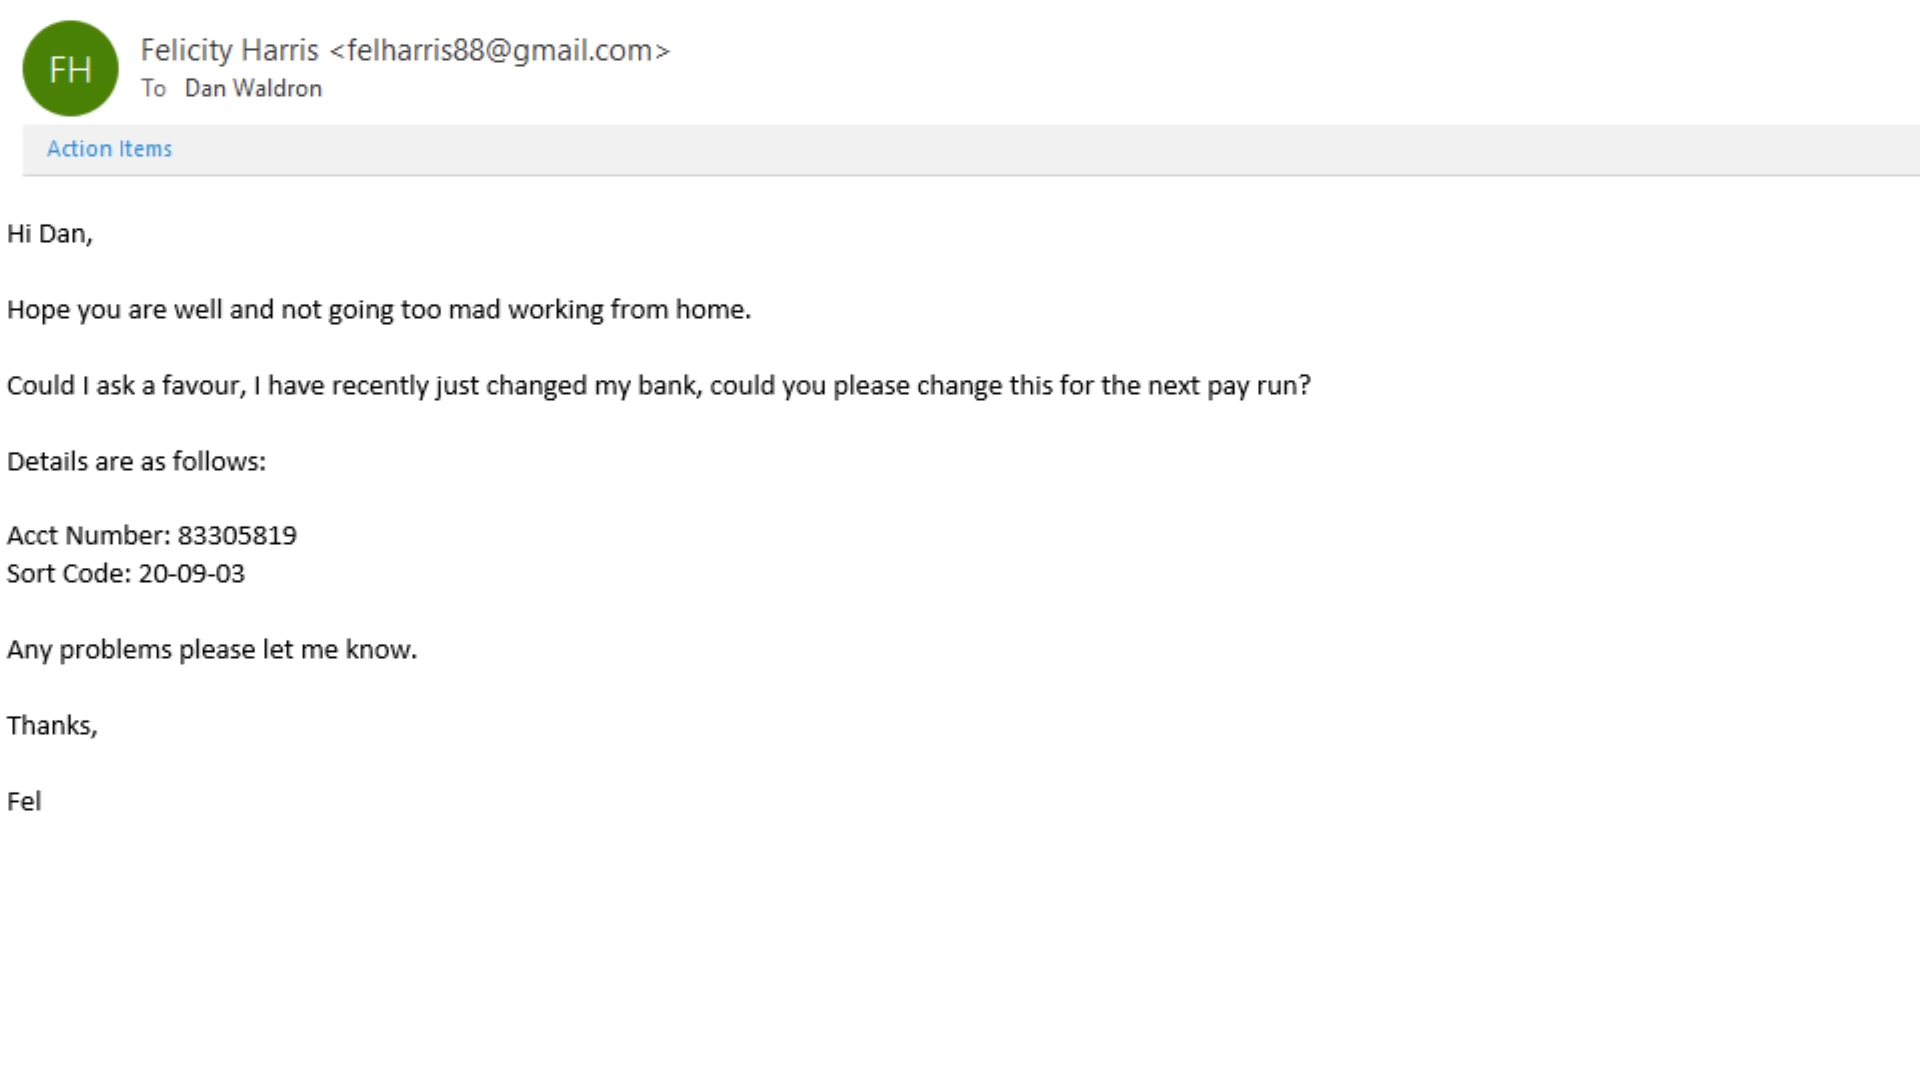 FH
Felicity Harris <felharris88@gmail.com>
To Dan Waldron
Action Items
Hi Dan,
Hope you are well and not going too mad working from home.
Could I ask a favour, I have recently just changed my bank, could you please change this for the next pay run?
Details are as follows:
Acct Number: 83305819
Sort Code: 20-09-03
Any problems please let me know.
Thanks,
Fel